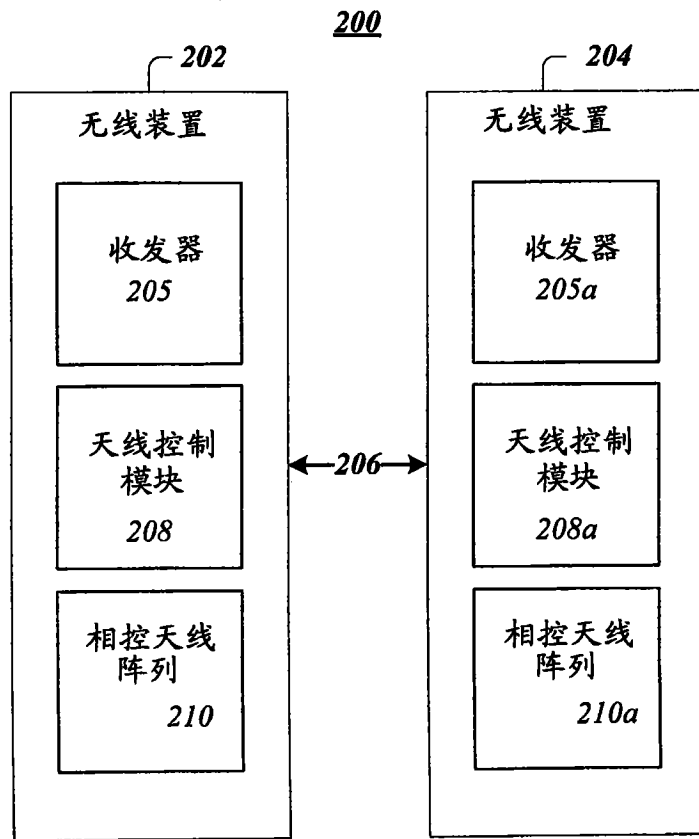 200
202
无线装置
收发器
205
天线控制
模块
208
相控天线
阵列
210
206
204
无线装置
收发器
205a
天线控制
模块
208a
相控天线
阵列
210a